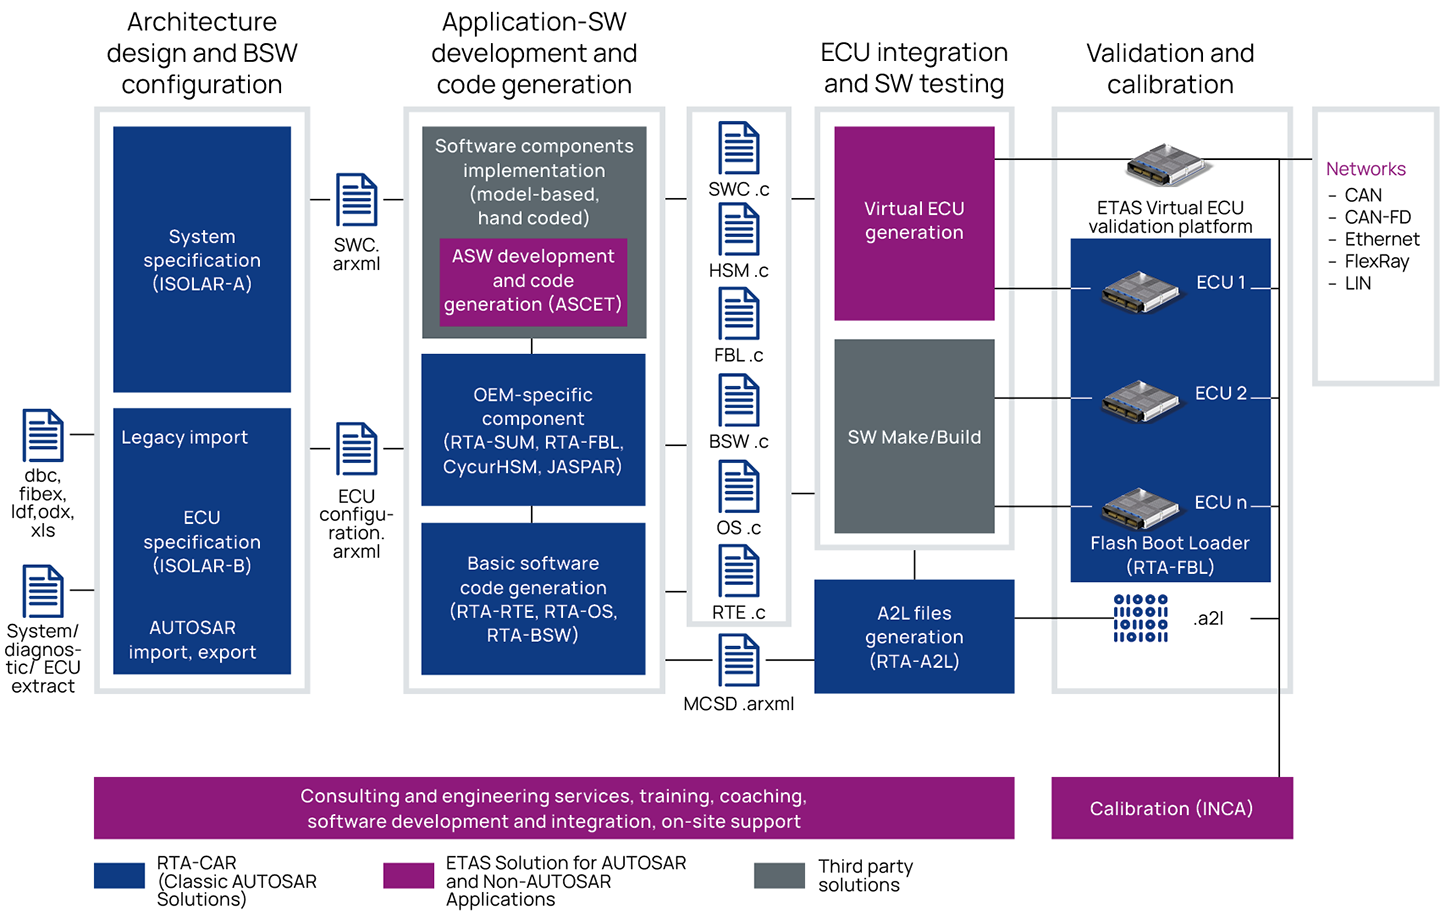 Architecture
design and BSW
configuration
Application-SW
development and
code generation
ECU integration
and SW testing
Validation and
calibration
System
specification
(ISOLAR-A)
Legacy import
ECU
specification
(ISOLAR-B)
AUTOSAR
import, export
dbc,
fibex,
ldf,odx,
xls
System/
diagnos-
tic/ ECU
extract
SWC.
arxml
ECU
configu-
ration.
arxml
Software components
implementation
(model-based,
hand coded)
ASW development
and code
generation (ASCET)
OEM-specific
component
(RTA-SUM, RTA-FBL,
CycurHSM, JASPAR)
Basic software
code generation
(RTA-RTE, RTA-OS,
RTA-BSW)
SWC .c
HSM .c
FBL .c
BSW .c
OS .c
RTE .c
MCSD .arxml
Virtual ECU
generation
SW Make/Build
A2L files
generation
(RTA-A2L)
ETAS Virtual ECU
validation platform
ECU 1
ECU 2
ECU n
Flash Boot Loader
(RTA-FBL)
.a2l
Networks
– CAN
– CAN-FD
– Ethernet
– FlexRay
– LIN
Consulting and engineering services, training, coaching,
software development and integration, on-site support
Calibration (INCA)
RTA-CAR
(Classic AUTOSAR
Solutions)
ETAS Solution for AUTOSAR
and Non-AUTOSAR
Applications
Third party
solutions